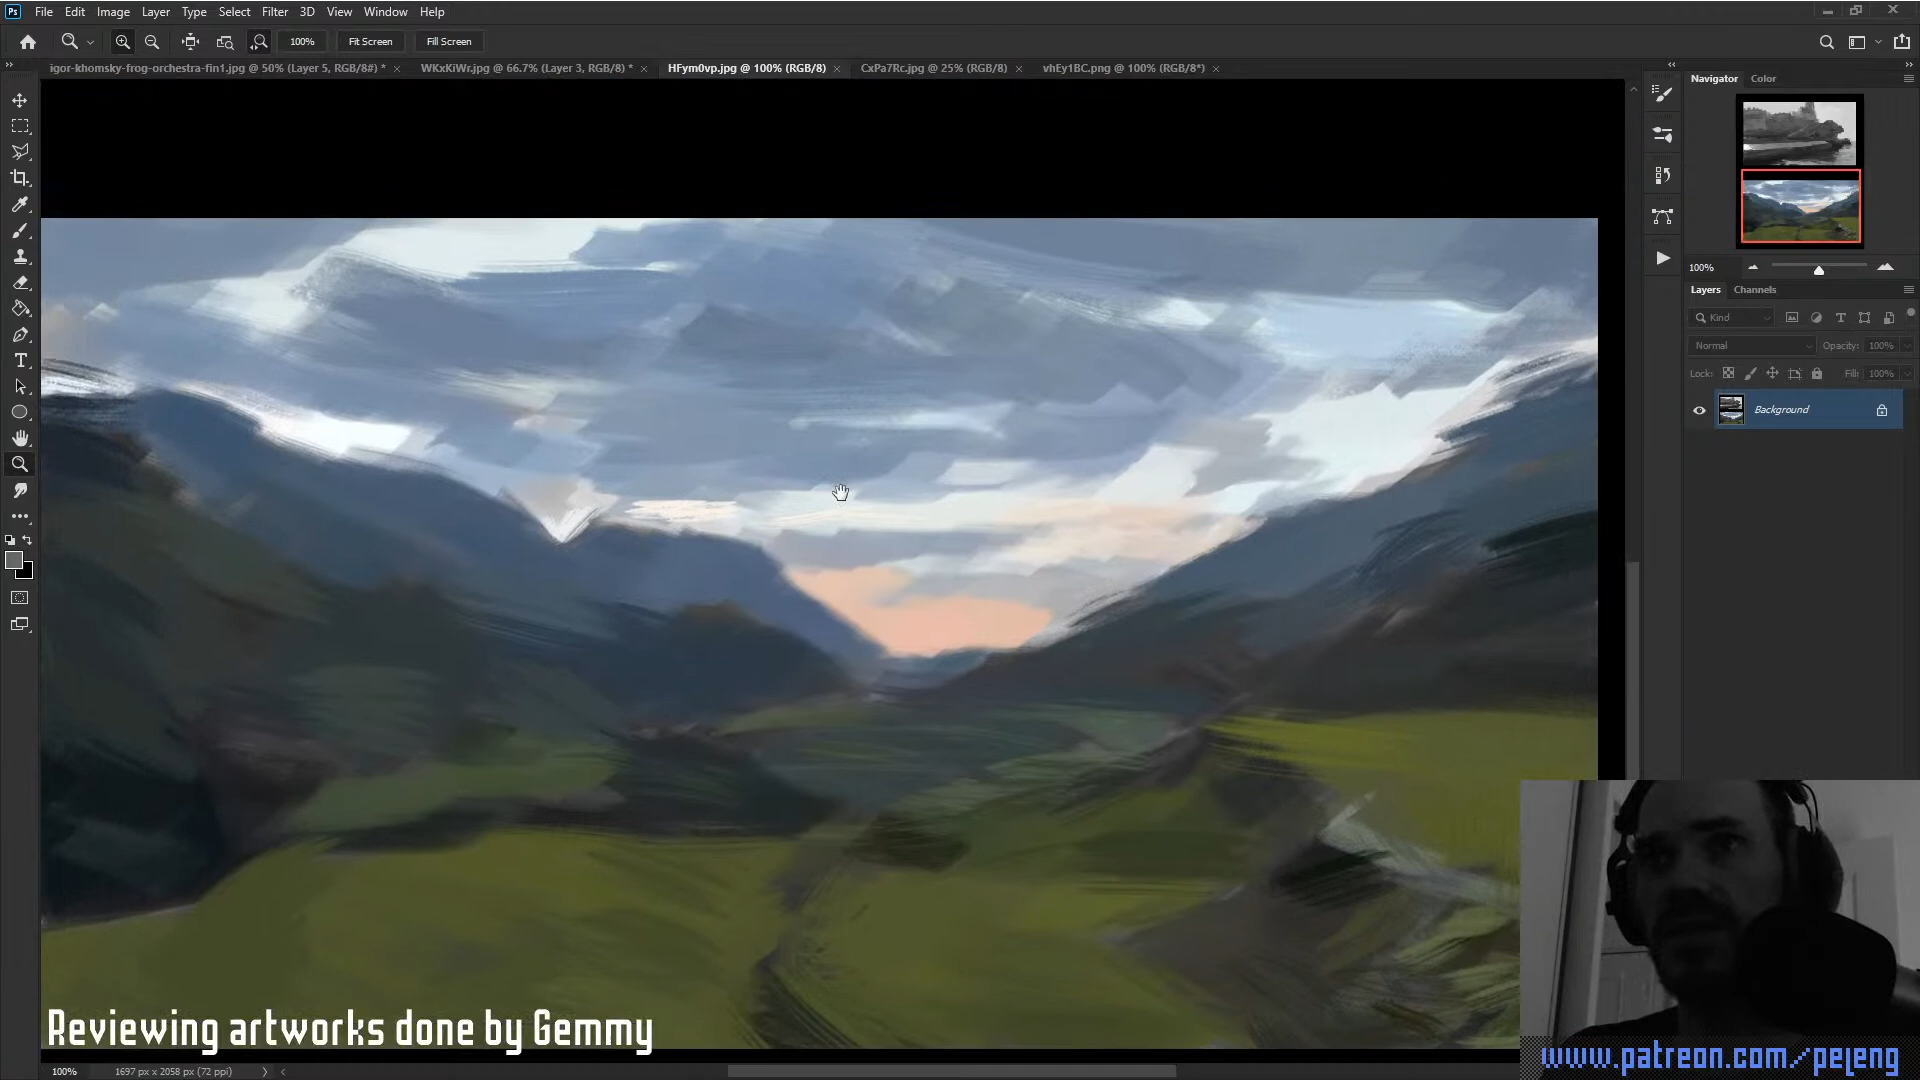 Ps File Edit Image Layer Type Select Filter 3D View Window Help
100% Fit Screen Fill Screen
igor-khomsky-frog-orchestra-fin1.jpg @ 50% (Layer 5, RGB/8#) * WKxKiWr.jpg @ 66.7% (Layer 3, RGB/8) * HFym0vp.jpg @ 100% (RGB/8) CxPa7Rc.jpg @ 25% (RGB/8) vhEy1BC.png @ 100% (RGB/8*)
Navigator Color
100%
Layers Channels
Kind
Normal Opacity: 100%
Lock: Fill: 100%
Background
Reviewing artworks done by Gemmy
www.patreon.com/peleng
100% 1697 px x 2058 px (72 ppi)